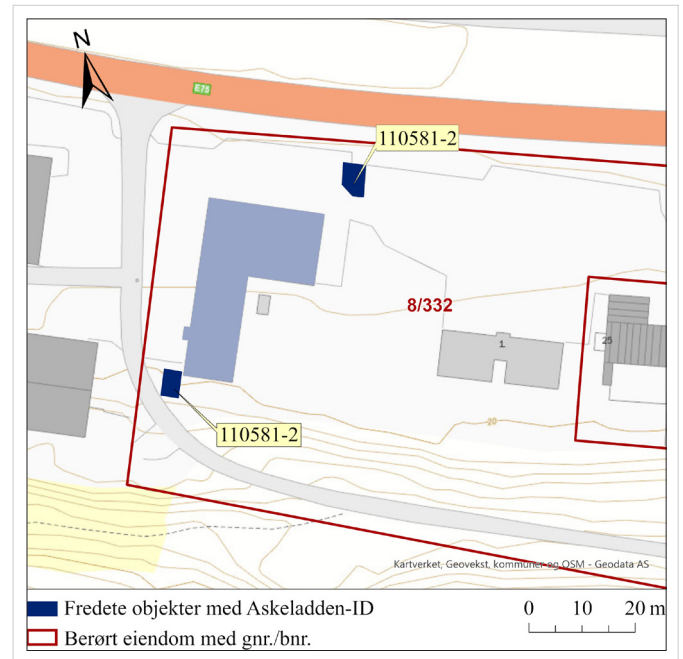 N
E75
110581-2
8/332
1.
25
110581-2
20
Kartverket, Geovekst, kommuner og OSM - Geodata AS
Fredete objekter med Askeladden-ID
0 10 20 m
Berørt eiendom med gnr./bnr.